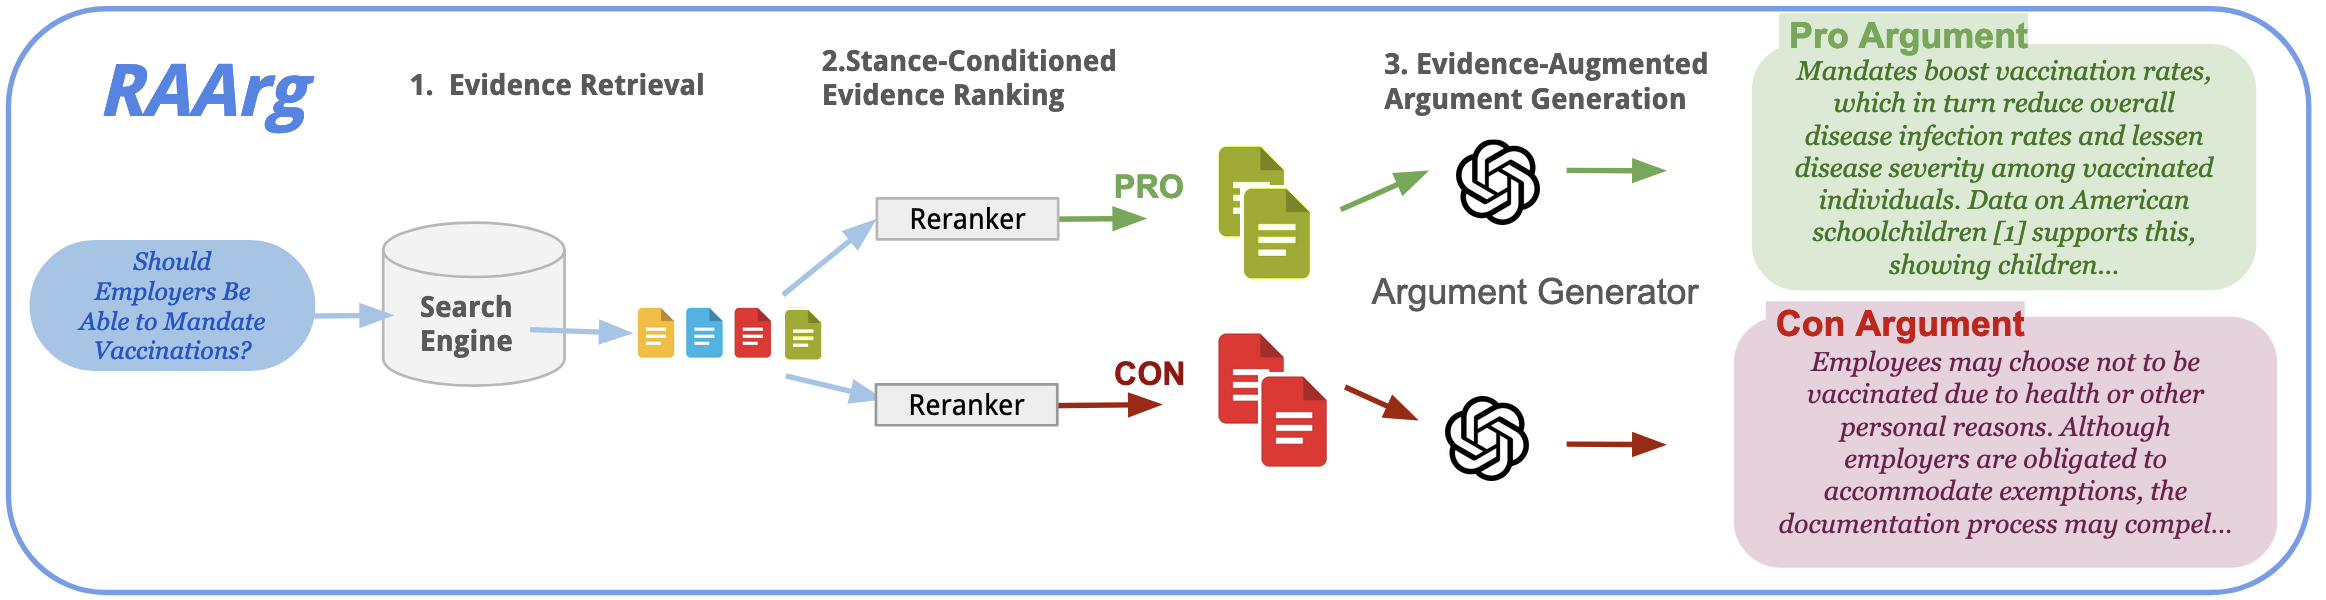 RAArg
1. Evidence Retrieval
2.Stance-Conditioned
Evidence Ranking
3. Evidence-Augmented
Argument Generation
Should
Employers Be
Able to Mandate
Vaccinations?
Search
Engine
Reranker
PRO
Reranker
CON
Argument Generator
Pro Argument
Mandates boost vaccination rates,
which in turn reduce overall
disease infection rates and lessen
disease severity among vaccinated
individuals. Data on American
schoolchildren [1] supports this,
showing children...
Con Argument
Employees may choose not to be
vaccinated due to health or other
personal reasons. Although
employers are obligated to
accommodate exemptions, the
documentation process may compel...